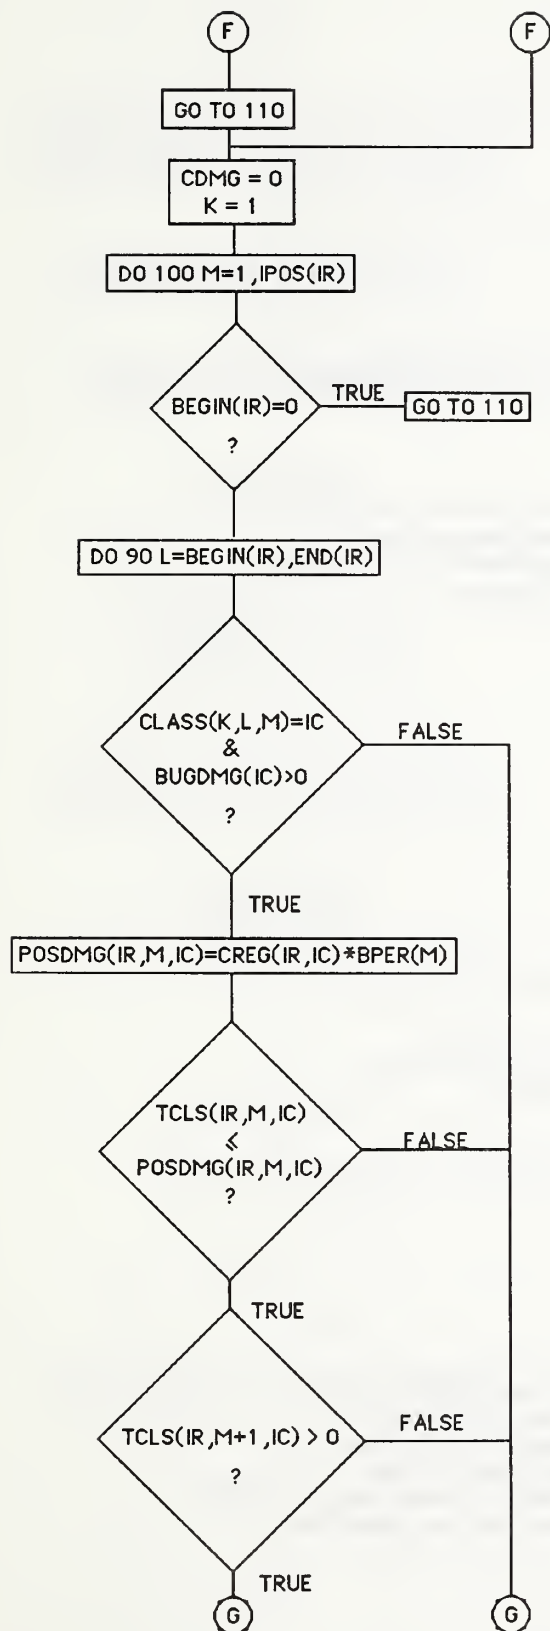 F
F
GO TO 110
CDMG = 0
K = 1
DO 100 M=1,IPOS(IR)
BEGIN(IR)=0
?
TRUE
GO TO 110
DO 90 L=BEGIN(IR),END(IR)
CLASS(K,L,M)=IC
&
BUGDMG(IC)>0
?
FALSE
TRUE
POSDMG(IR,M,IC)=CREG(IR,IC)*BPER(M)
TCLS(IR,M,IC)
⩽
POSDMG(IR,M,IC)
?
FALSE
TRUE
TCLS(IR,M+1,IC) > 0
?
FALSE
TRUE
G
G